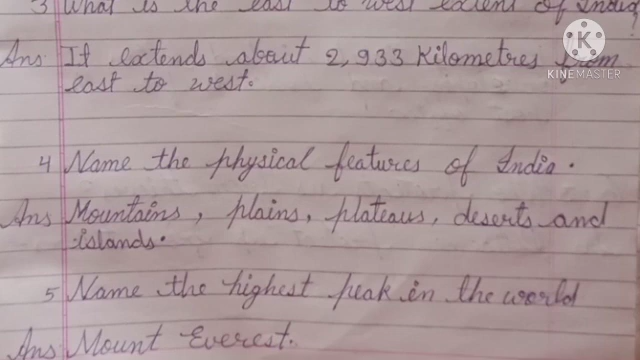 3 What is the east to west extent of India?
Ans It extends about 2,933 Kilometres from
east to west.
4 Name the physical features of India.
Ans Mountains, plains, plateaus, deserts and
islands.
5 Name the highest peak in the world
Ans Mount Everest.
K
KINEMASTER